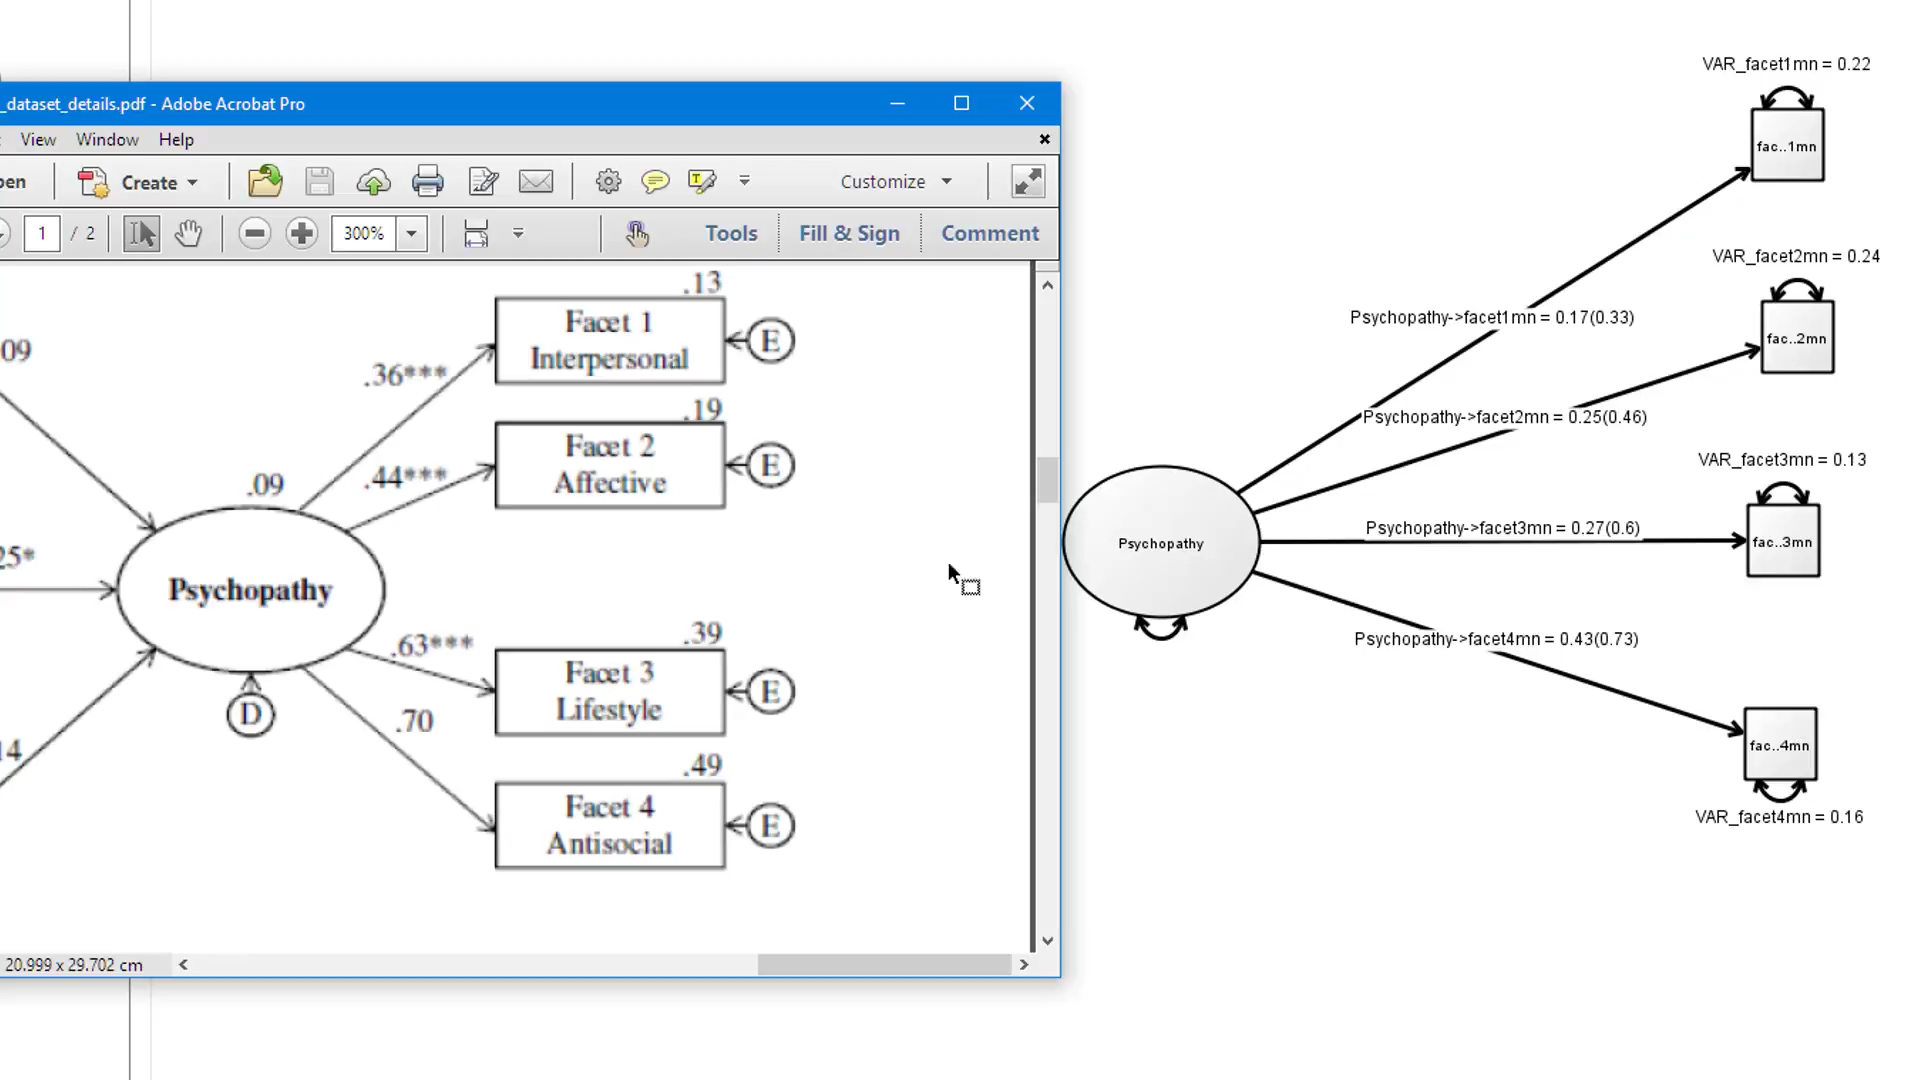 _dataset_details.pdf - Adobe Acrobat Pro
View Window Help
pen
Create
Customize
1 / 2
300%
Tools
Fill & Sign
Comment
09
25*
14
.09
Psychopathy
D
.36***
.44***
.63***
.70
.13
Facet 1
Interpersonal
E
.19
Facet 2
Affective
E
.39
Facet 3
Lifestyle
E
.49
Facet 4
Antisocial
E
20.999 x 29.702 cm
VAR_facet1mn = 0.22
fac..1mn
VAR_facet2mn = 0.24
fac..2mn
Psychopathy->facet1mn = 0.17(0.33)
Psychopathy->facet2mn = 0.25(0.46)
VAR_facet3mn = 0.13
fac..3mn
Psychopathy->facet3mn = 0.27(0.6)
Psychopathy
Psychopathy->facet4mn = 0.43(0.73)
fac..4mn
VAR_facet4mn = 0.16